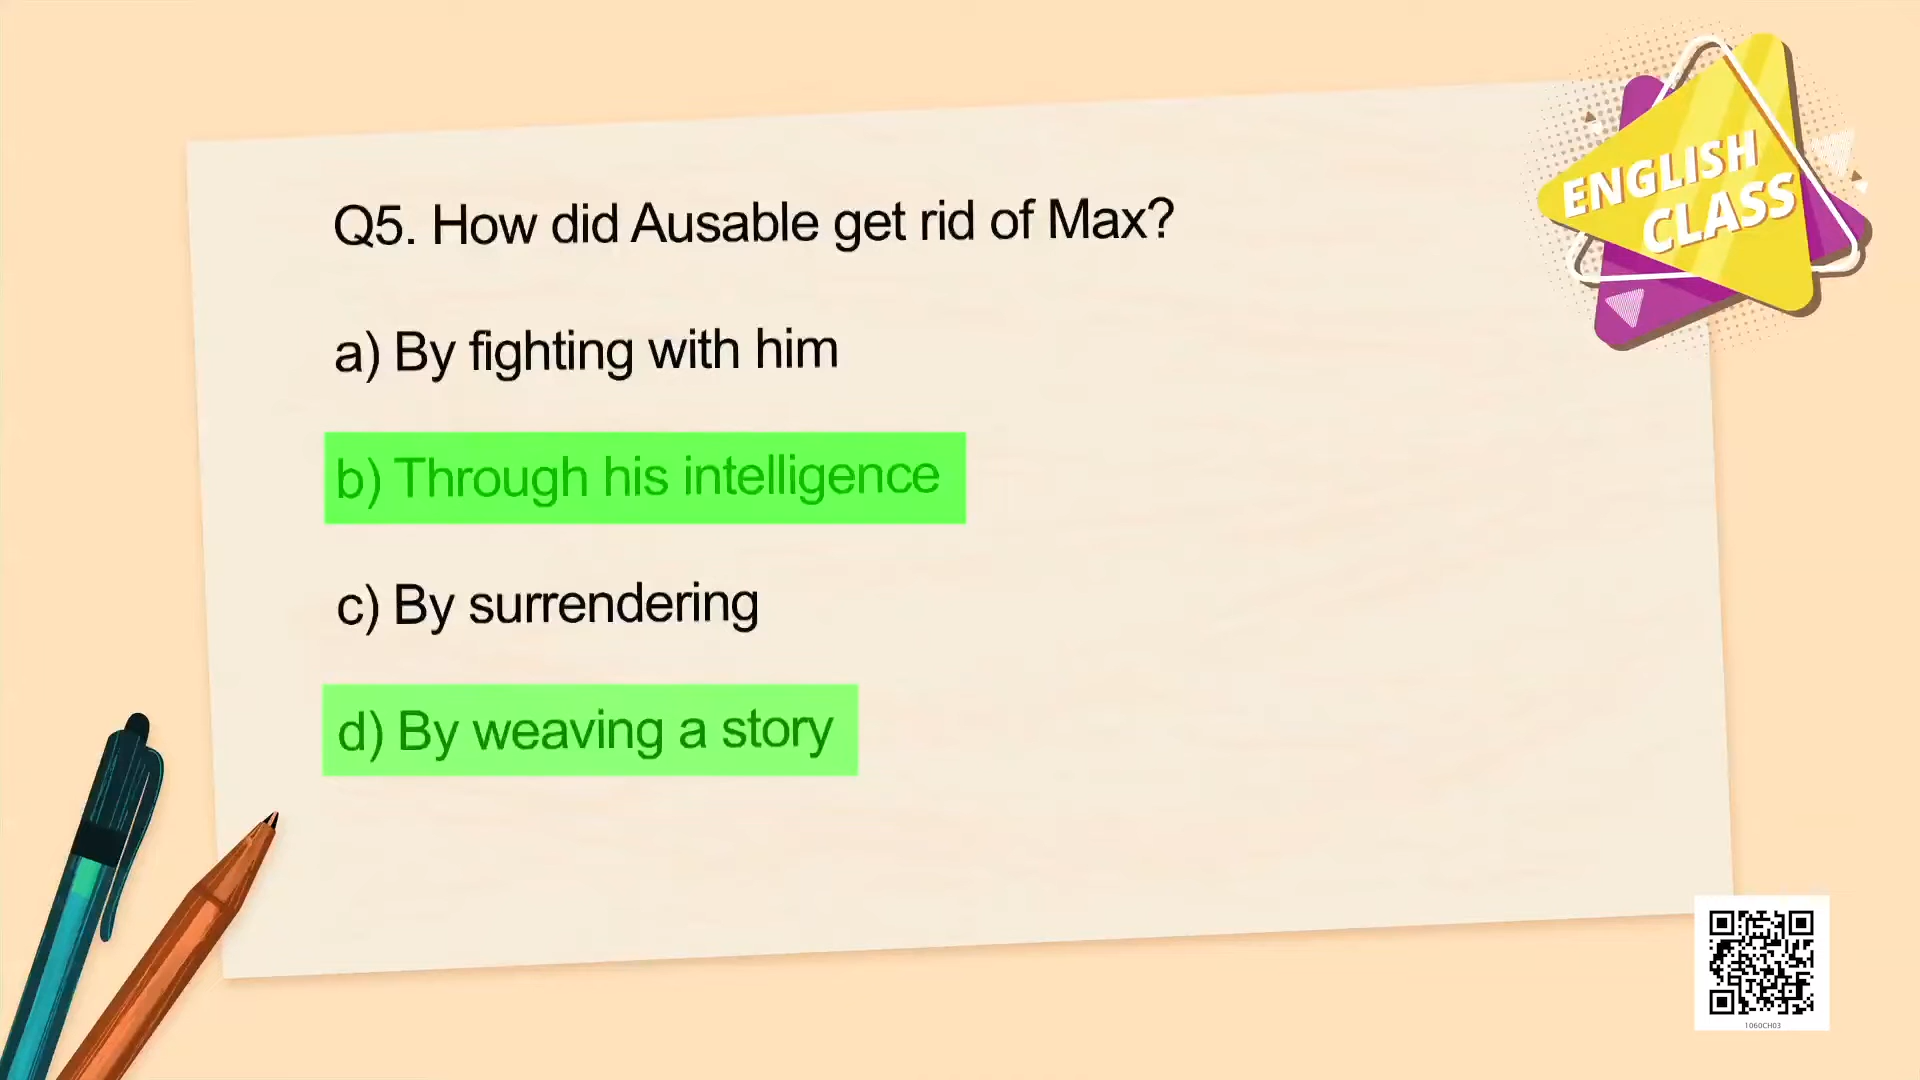 ENGLISH
CLASS
Q5. How did Ausable get rid of Max?
a) By fighting with him
b) Through his intelligence
c) By surrendering
d) By weaving a story
1060CH03